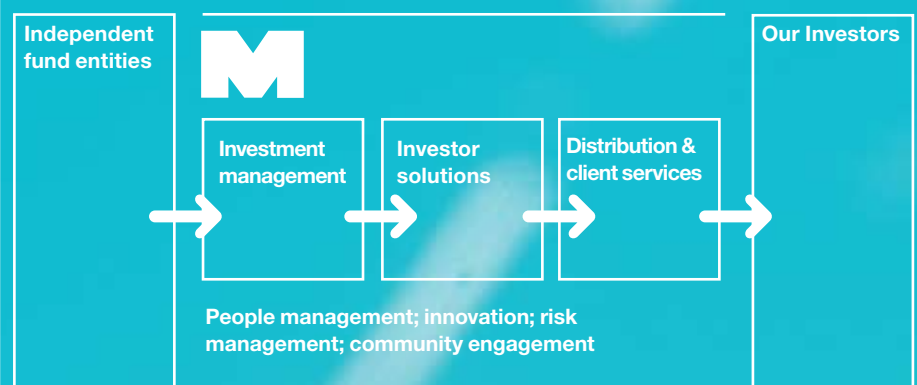 Independent
fund entities
M
Investment
management
Investor
solutions
Distribution &
client services
Our Investors
People management; innovation; risk
management; community engagement